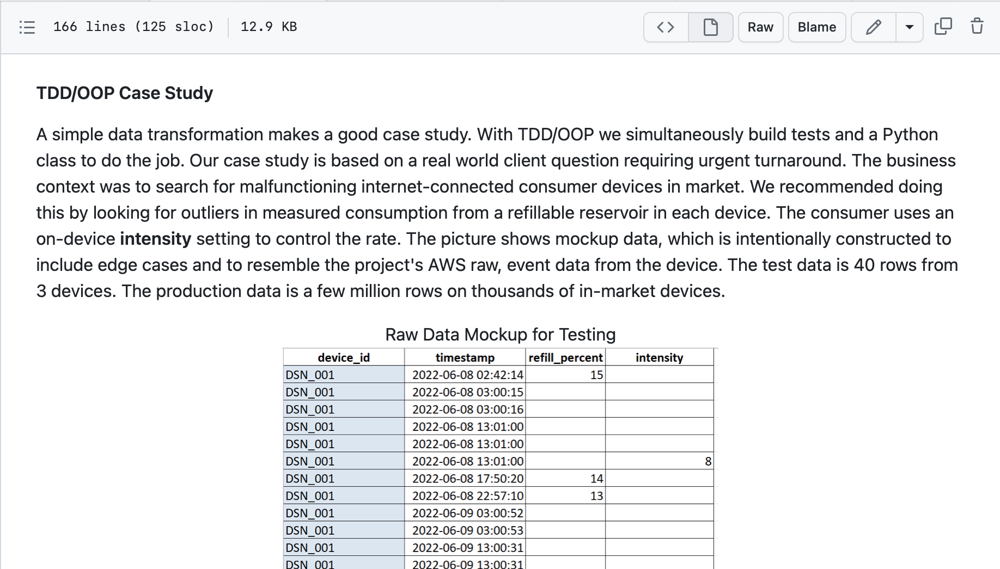 166 lines (125 sloc) 12.9 KB Raw Blame
TDD/OOP Case Study
A simple data transformation makes a good case study. With TDD/OOP we simultaneously build tests and a Python
class to do the job. Our case study is based on a real world client question requiring urgent turnaround. The business
context was to search for malfunctioning internet-connected consumer devices in market. We recommended doing
this by looking for outliers in measured consumption from a refillable reservoir in each device. The consumer uses an
on-device intensity setting to control the rate. The picture shows mockup data, which is intentionally constructed to
include edge cases and to resemble the project's AWS raw, event data from the device. The test data is 40 rows from
3 devices. The production data is a few million rows on thousands of in-market devices.
Raw Data Mockup for Testing
device_id timestamp refill_percent intensity
DSN_001 2022-06-08 02:42:14 15
DSN_001 2022-06-08 03:00:15
DSN_001 2022-06-08 03:00:16
DSN_001 2022-06-08 13:01:00
DSN_001 2022-06-08 13:01:00
DSN_001 2022-06-08 13:01:00 8
DSN_001 2022-06-08 17:50:20 14
DSN_001 2022-06-08 22:57:10 13
DSN_001 2022-06-09 03:00:52
DSN_001 2022-06-09 03:00:53
DSN_001 2022-06-09 13:00:31
DSN_001 2022-06-09 13:00:31